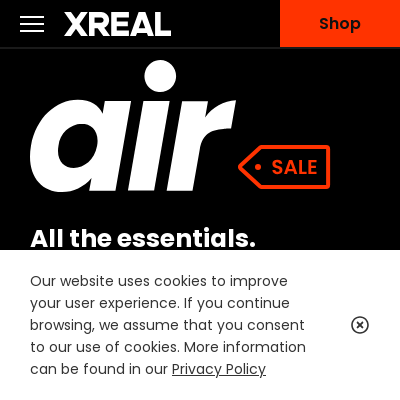 XREAL
Shop
air
SALE
All the essentials.
Our website uses cookies to improve
your user experience. If you continue
browsing, we assume that you consent
to our use of cookies. More information
can be found in our Privacy Policy